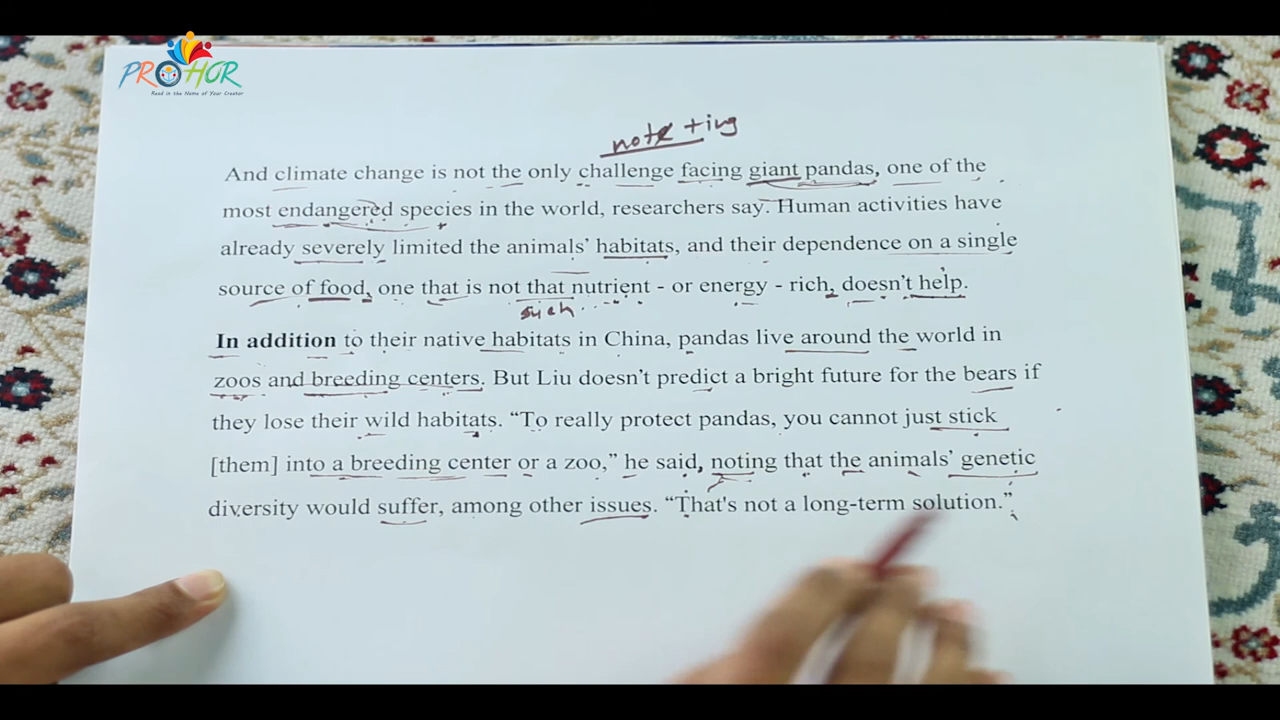 PROHOR
Read in the Name of Your Creator
note ting
And climate change is not the only challenge facing giant pandas, one of the
most endangered species in the world, researchers say. Human activities have
already severely limited the animals’ habitats, and their dependence on a single
source of food, one that is not that nutrient - or energy - rich, doesn’t help.
such
In addition to their native habitats in China, pandas live around the world in
zoos and breeding centers. But Liu doesn’t predict a bright future for the bears if
they lose their wild habitats. “To really protect pandas, you cannot just stick
[them] into a breeding center or a zoo,” he said, noting that the animals’ genetic
diversity would suffer, among other issues. “That's not a long-term solution.”